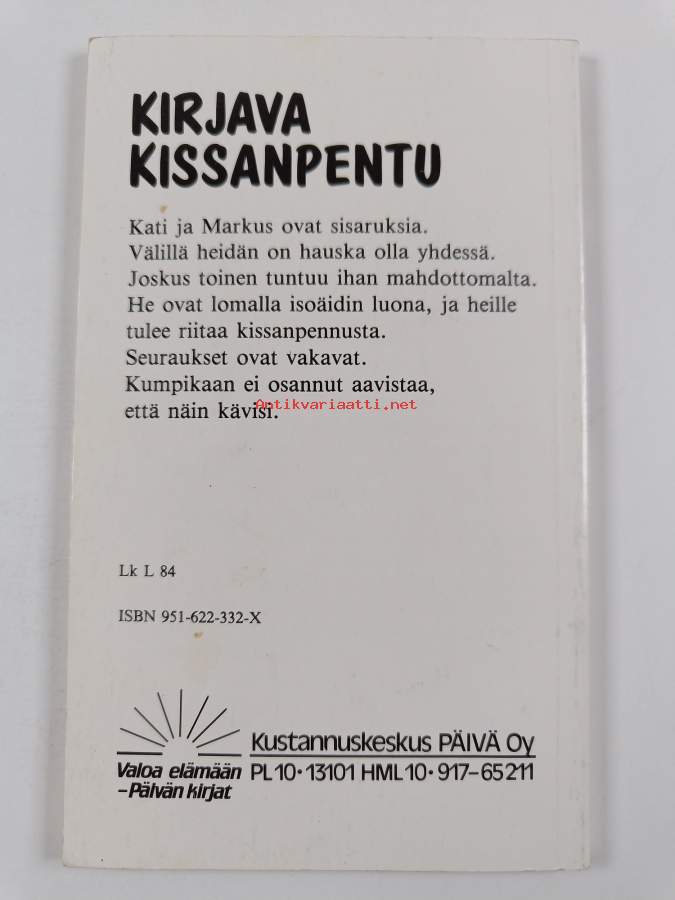 KIRJAVA
KISSANPENTU
Kati ja Markus ovat sisaruksia.
Välillä heidän on hauska olla yhdessä.
Joskus toinen tuntuu ihan mahdottomalta.
He ovat lomalla isoäidin luona, ja heille
tulee riitaa kissanpennusta.
Seuraukset ovat vakavat.
Kumpikaan ei osannut aavistaa,
että näin kävisi.
Antikvariaatti.net
Lk L 84
ISBN 951-622-332-X
Valoa elämään
-Päivän kirjat
Kustannuskeskus PÄIVÄ Oy
PL 10 · 13101 HML 10 · 917-65 211